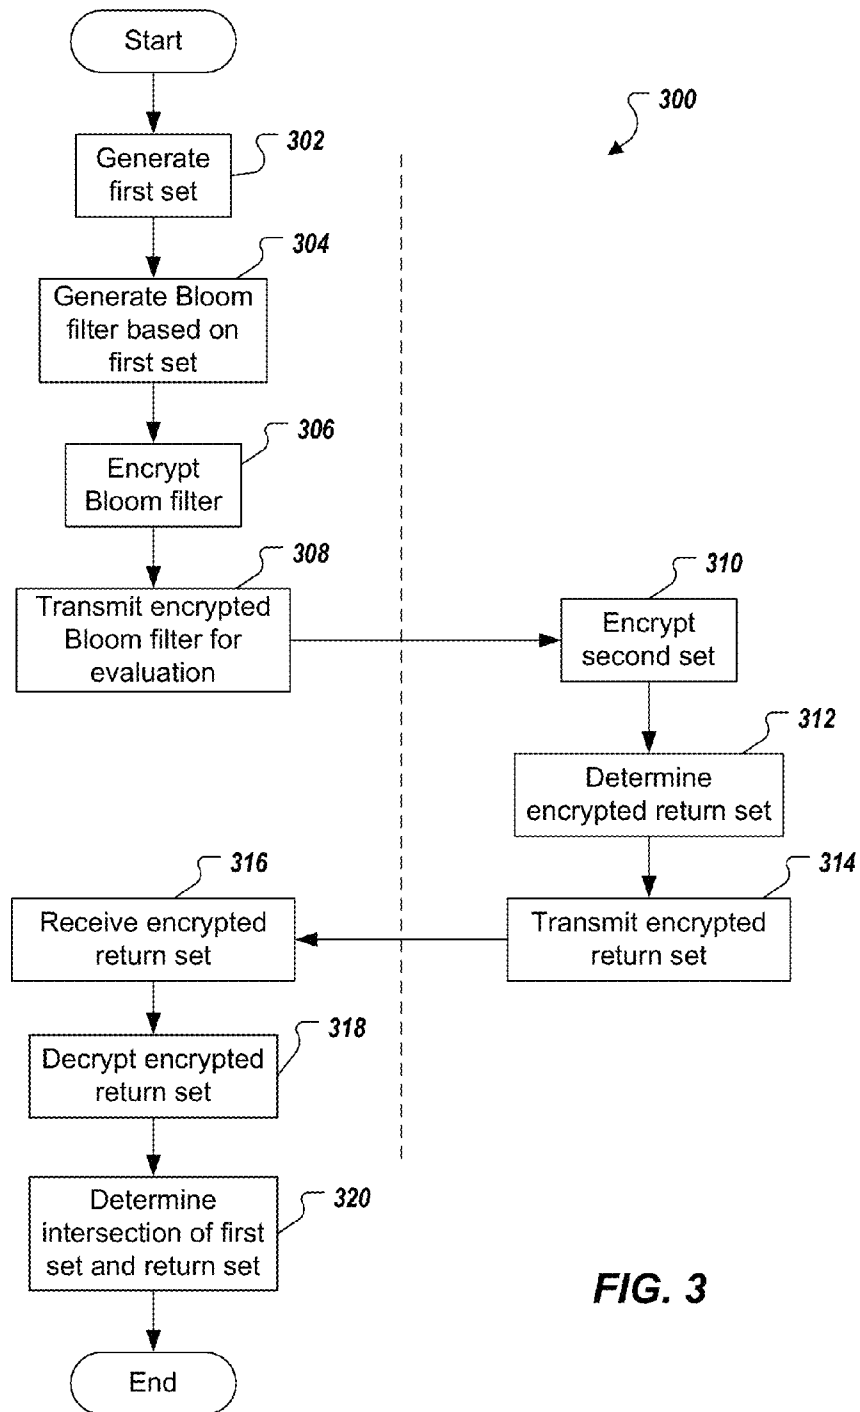 Start
300
302
Generate
first set
304
Generate Bloom
filter based on
first set
306
Encrypt
Bloom filter
308
Transmit encrypted
Bloom filter for
evaluation
310
Encrypt
second set
312
Determine
encrypted return set
314
Transmit encrypted
return set
316
Receive encrypted
return set
318
Decrypt encrypted
return set
320
Determine
intersection of first
set and return set
End
FIG. 3